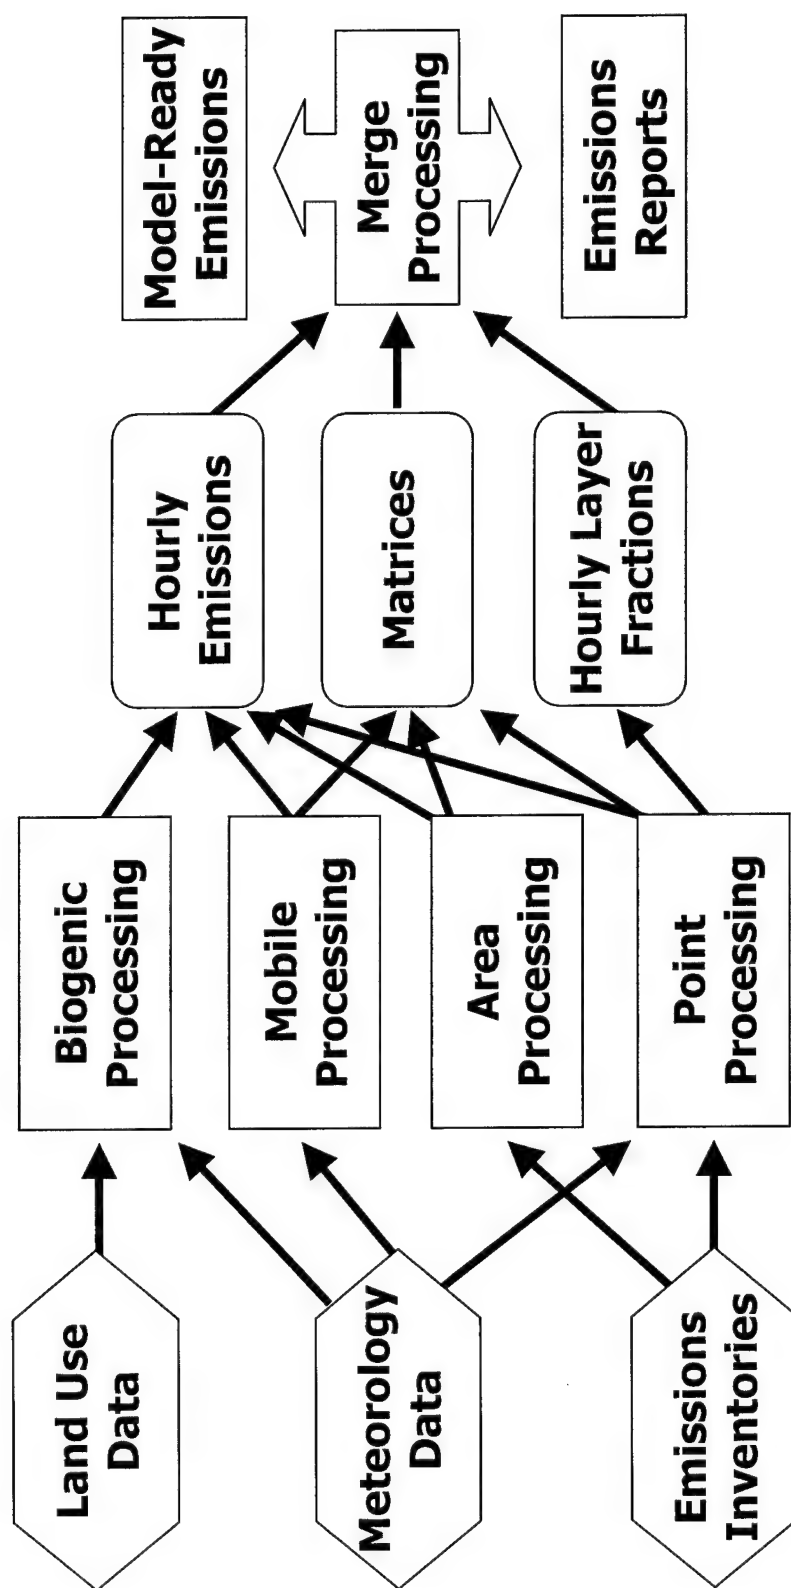 Land Use
Data
Meteorology
Data
Emissions
Inventories
Biogenic
Processing
Mobile
Processing
Area
Processing
Point
Processing
Hourly
Emissions
Matrices
Hourly Layer
Fractions
Model-Ready
Emissions
Merge
Processing
Emissions
Reports